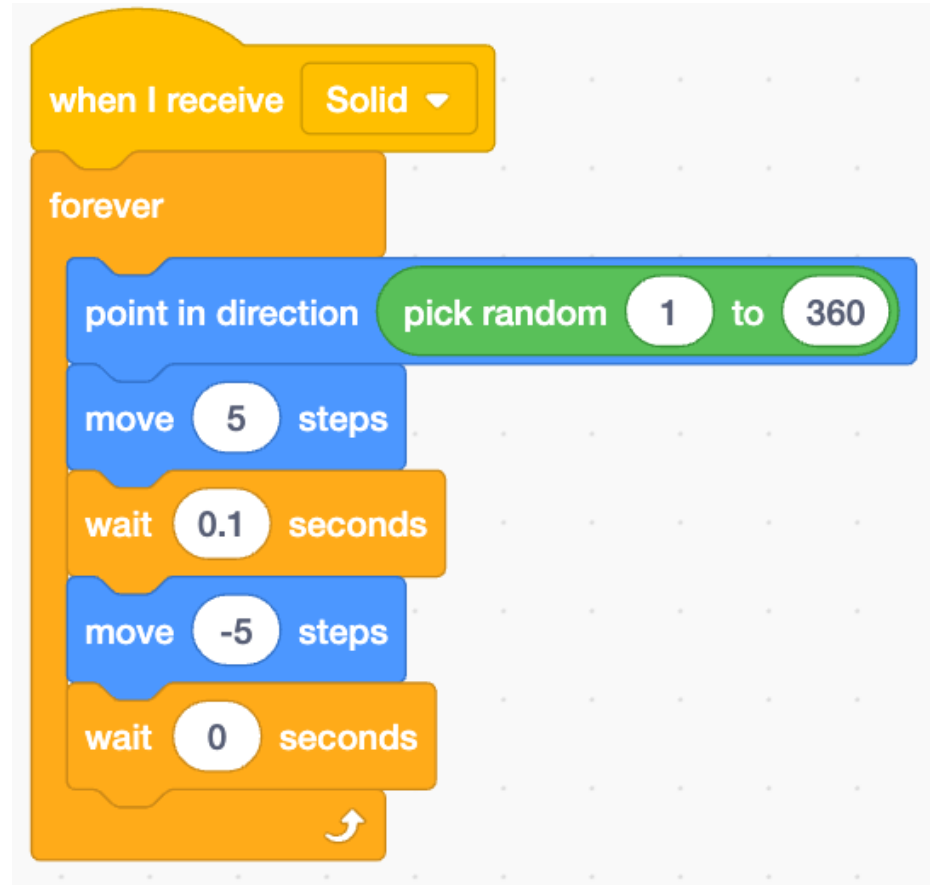 when I receive Solid
forever
point in direction pick random 1 to 360
move 5 steps
wait 0.1 seconds
move -5 steps
wait 0 seconds